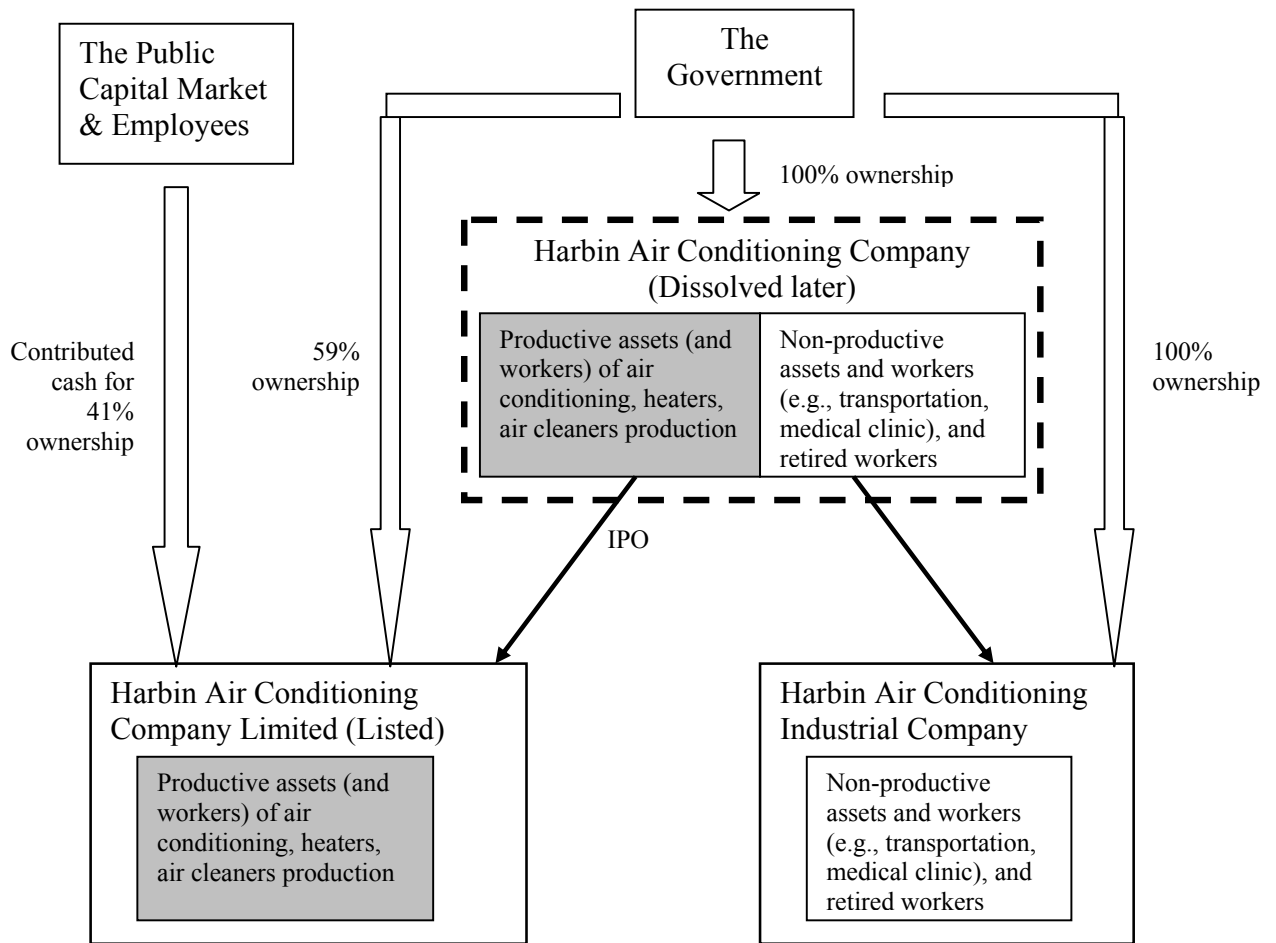 The Public
Capital Market
& Employees
The
Government
100% ownership
Harbin Air Conditioning Company
(Dissolved later)
Productive assets (and
workers) of air
conditioning, heaters,
air cleaners production
Non-productive
assets and workers
(e.g., transportation,
medical clinic), and
retired workers
Contributed
cash for
41%
ownership
59%
ownership
100%
ownership
IPO
Harbin Air Conditioning
Company Limited (Listed)
Productive assets (and
workers) of air
conditioning, heaters,
air cleaners production
Harbin Air Conditioning
Industrial Company
Non-productive
assets and workers
(e.g., transportation,
medical clinic), and
retired workers